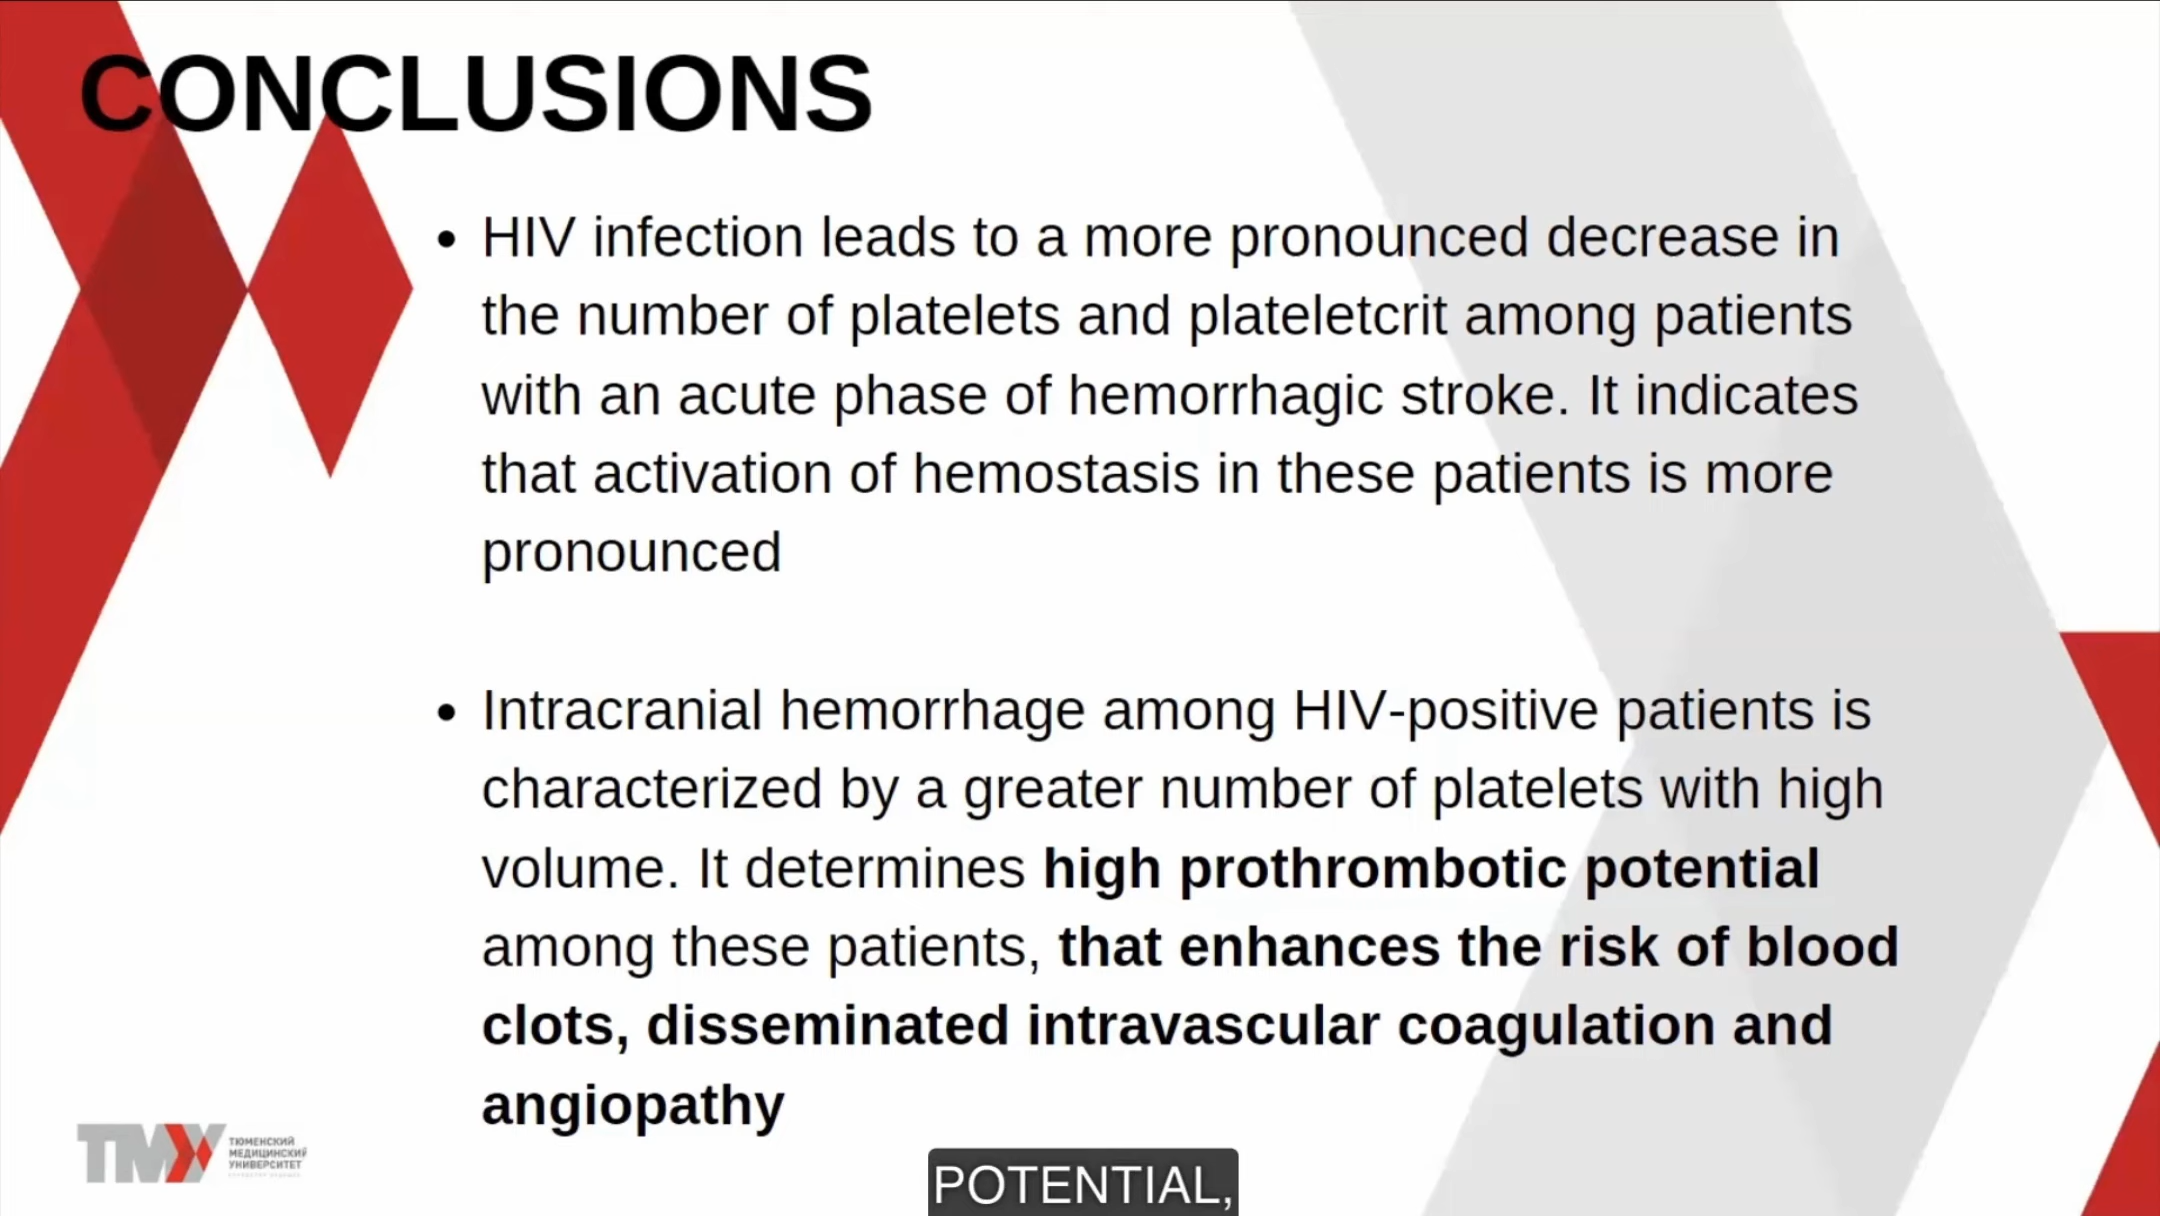 CONCLUSIONS
• HIV infection leads to a more pronounced decrease in
the number of platelets and plateletcrit among patients
with an acute phase of hemorrhagic stroke. It indicates
that activation of hemostasis in these patients is more
pronounced
• Intracranial hemorrhage among HIV-positive patients is
characterized by a greater number of platelets with high
volume. It determines high prothrombotic potential
among these patients, that enhances the risk of blood
clots, disseminated intravascular coagulation and
angiopathy
ТМУ
ТЮМЕНСКИЙ
МЕДИЦИНСКИЙ
УНИВЕРСИТЕТ
POTENTIAL,